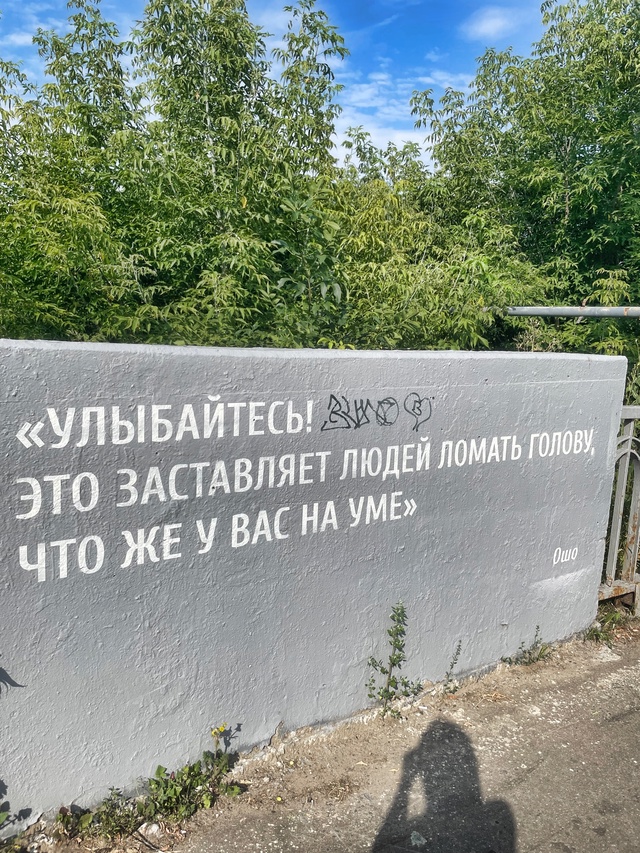 «УЛЫБАЙТЕСЬ!
ЭТО ЗАСТАВЛЯЕТ ЛЮДЕЙ ЛОМАТЬ ГОЛОВУ,
ЧТО ЖЕ У ВАС НА УМЕ»
Ошо